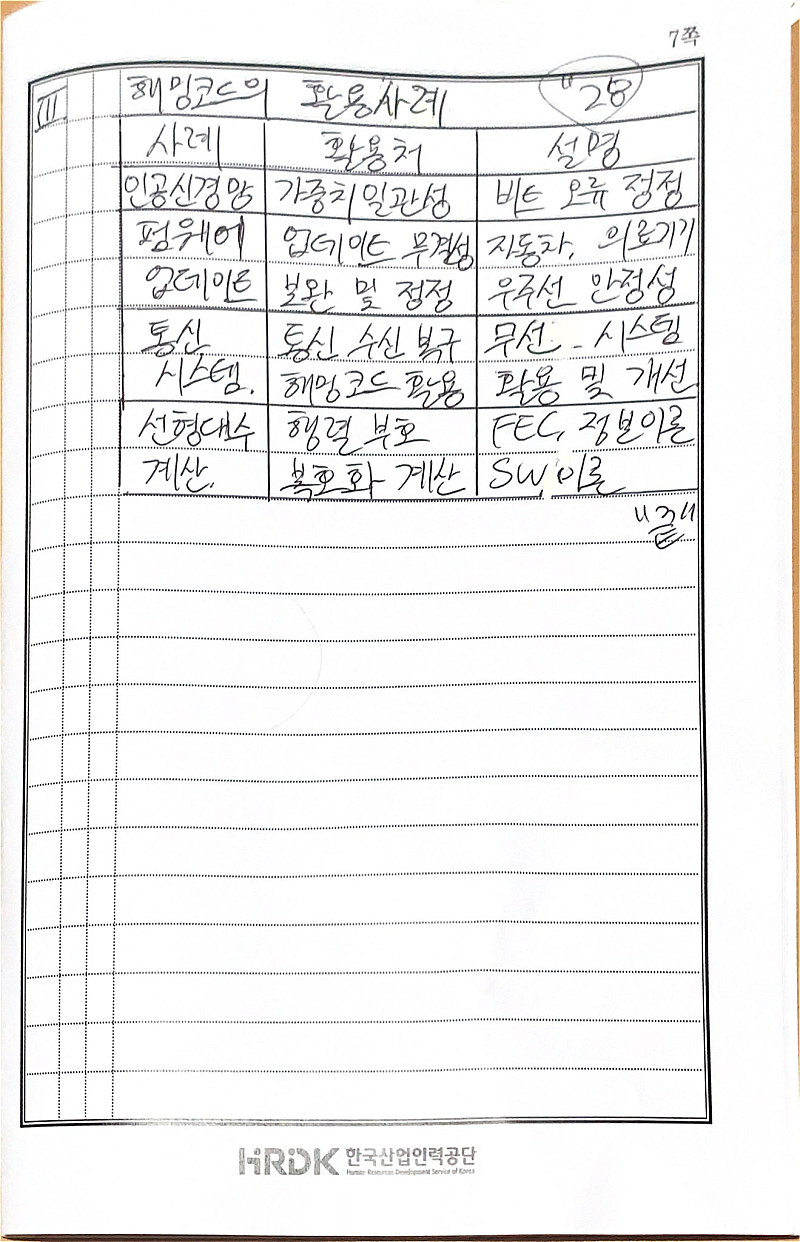 7쪽
III 해밍코드의 활용사례 "28
사례 활용처 설명
인공신경망 가중치일관성 비트 오류 정정
펌웨어 업데이트 무결성 자동차, 의료기기
업데이트 보완 및 정정 우주선 안정성
통신 통신 수신 복구 무선 - 시스템
시스템. 해밍코드 활용 활용 및 개선
선형대수 행렬 부호 FEC, 정보이론
계산. 복호화 계산 SW, 이론
"끝"
HRDK 한국산업인력공단
Human Resources Development Service of Korea